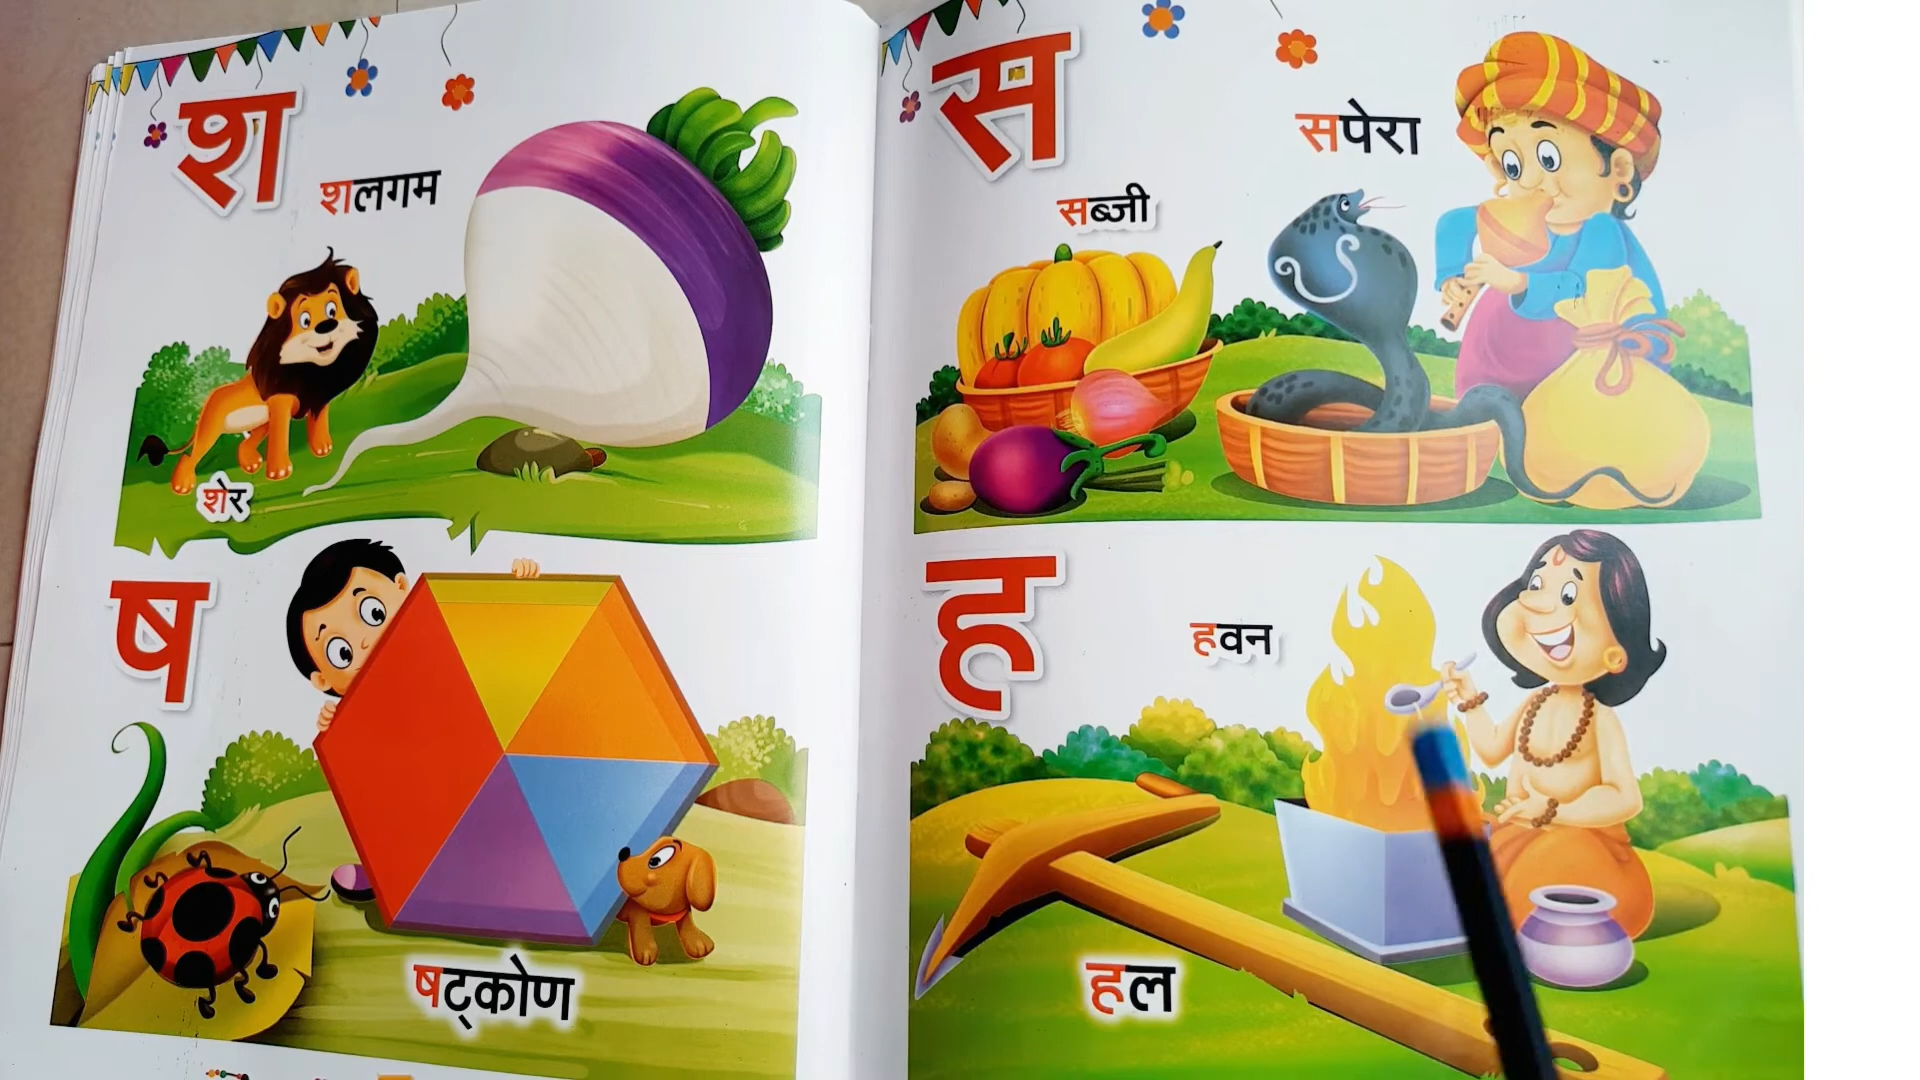 श
शलगम
शेर
ष
षट्कोण
स
सपेरा
सब्जी
ह
हवन
हल